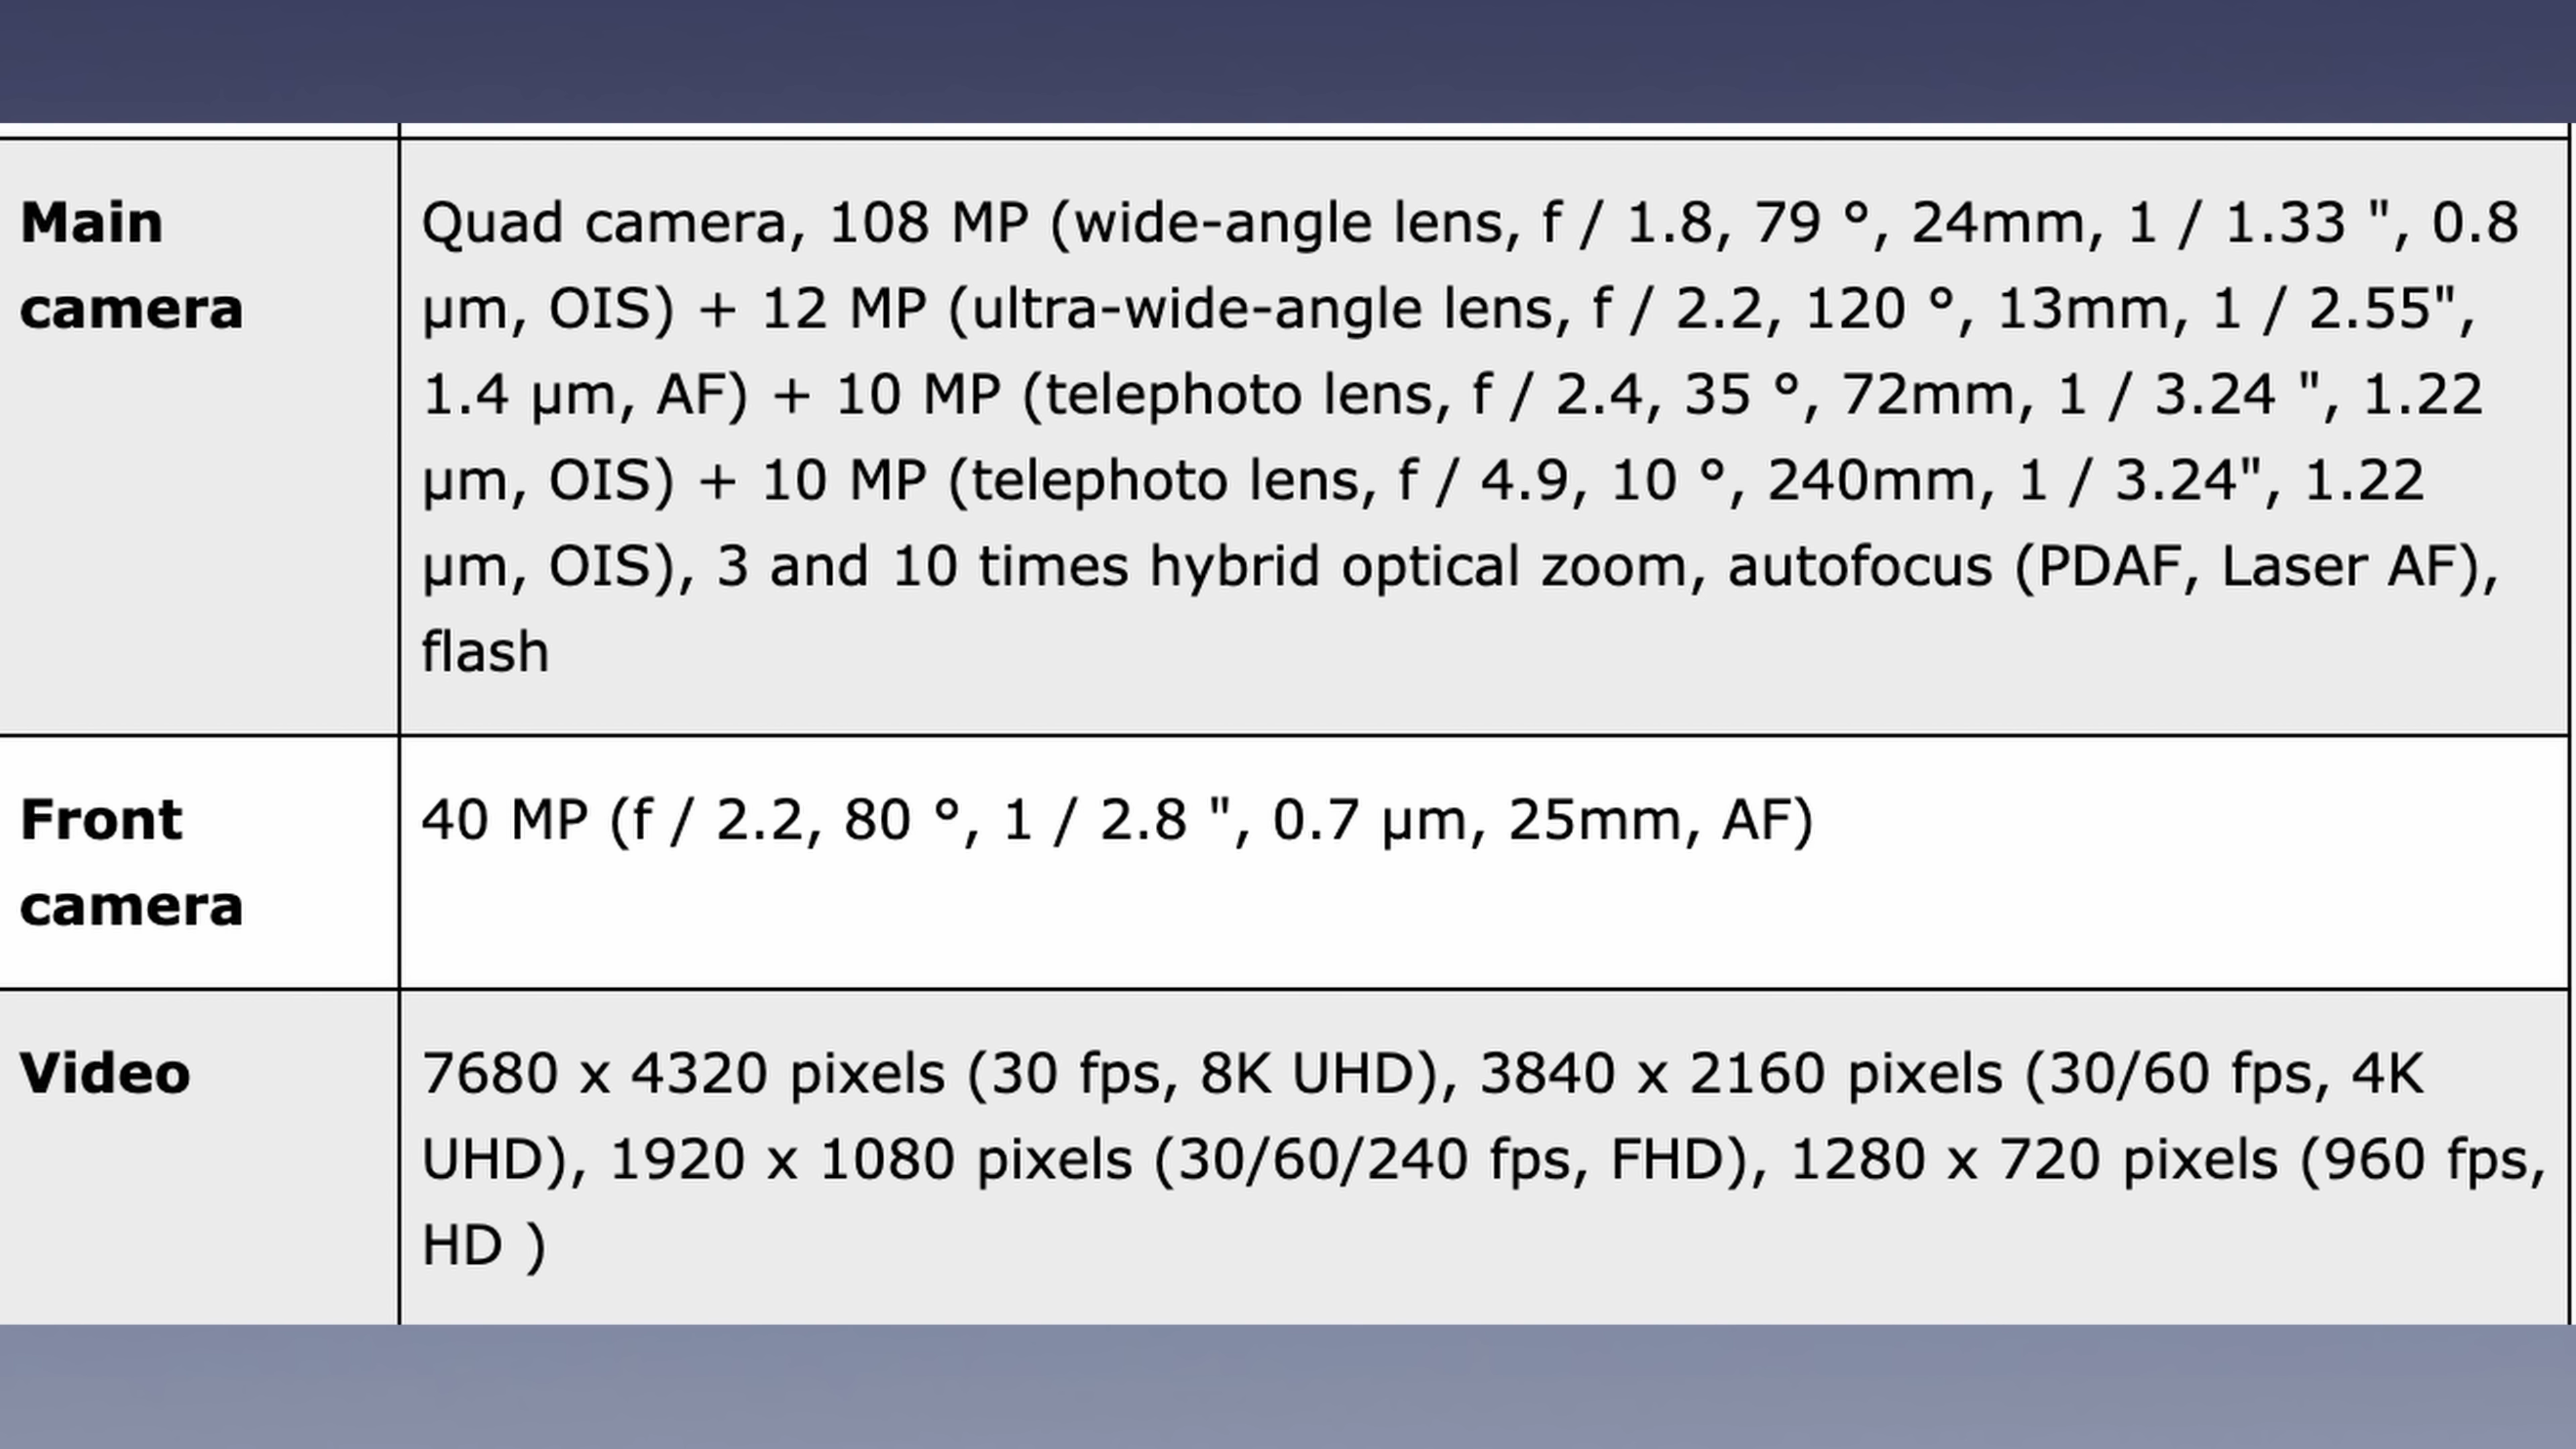 Main
camera
Quad camera, 108 MP (wide-angle lens, f / 1.8, 79 °, 24mm, 1 / 1.33 ", 0.8
µm, OIS) + 12 MP (ultra-wide-angle lens, f / 2.2, 120 °, 13mm, 1 / 2.55",
1.4 µm, AF) + 10 MP (telephoto lens, f / 2.4, 35 °, 72mm, 1 / 3.24 ", 1.22
µm, OIS) + 10 MP (telephoto lens, f / 4.9, 10 °, 240mm, 1 / 3.24", 1.22
µm, OIS), 3 and 10 times hybrid optical zoom, autofocus (PDAF, Laser AF),
flash
Front
camera
40 MP (f / 2.2, 80 °, 1 / 2.8 ", 0.7 µm, 25mm, AF)
Video
7680 x 4320 pixels (30 fps, 8K UHD), 3840 x 2160 pixels (30/60 fps, 4K
UHD), 1920 x 1080 pixels (30/60/240 fps, FHD), 1280 x 720 pixels (960 fps,
HD )